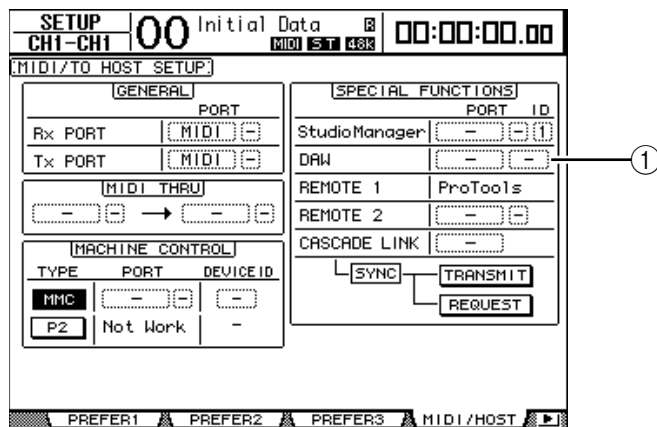 SETUP
CH1-CH1
00
Initial Data
R
MIDI ST 48k
00:00:00.00
MIDI/TO HOST SETUP
GENERAL
PORT
Rx PORT MIDI -
Tx PORT MIDI -
MIDI THRU
- - → - -
MACHINE CONTROL
TYPE PORT DEVICE ID
MMC - - -
P2 Not Work -
SPECIAL FUNCTIONS
PORT ID
StudioManager - - 1
DAW - -
1
REMOTE 1 ProTools
REMOTE 2 - -
CASCADE LINK -
SYNC TRANSMIT
REQUEST
PREFER1 PREFER2 PREFER3 MIDI/HOST